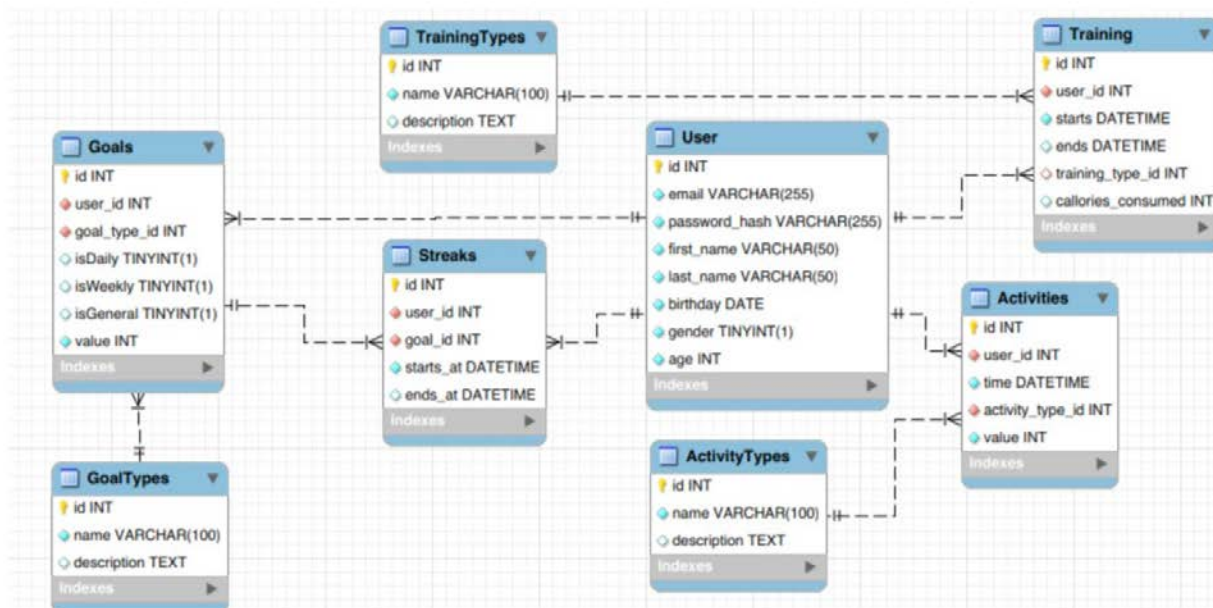 TrainingTypes
id INT
name VARCHAR(100)
description TEXT
Indexes
Training
id INT
user_id INT
starts DATETIME
ends DATETIME
training_type_id INT
callories_consumed INT
Indexes
Goals
id INT
user_id INT
goal_type_id INT
isDaily TINYINT(1)
isWeekly TINYINT(1)
isGeneral TINYINT(1)
value INT
Indexes
User
id INT
email VARCHAR(255)
password_hash VARCHAR(255)
first_name VARCHAR(50)
last_name VARCHAR(50)
birthday DATE
gender TINYINT(1)
age INT
Indexes
Streaks
id INT
user_id INT
goal_id INT
starts_at DATETIME
ends_at DATETIME
Indexes
Activities
id INT
user_id INT
time DATETIME
activity_type_id INT
value INT
Indexes
GoalTypes
id INT
name VARCHAR(100)
description TEXT
Indexes
ActivityTypes
id INT
name VARCHAR(100)
description TEXT
Indexes